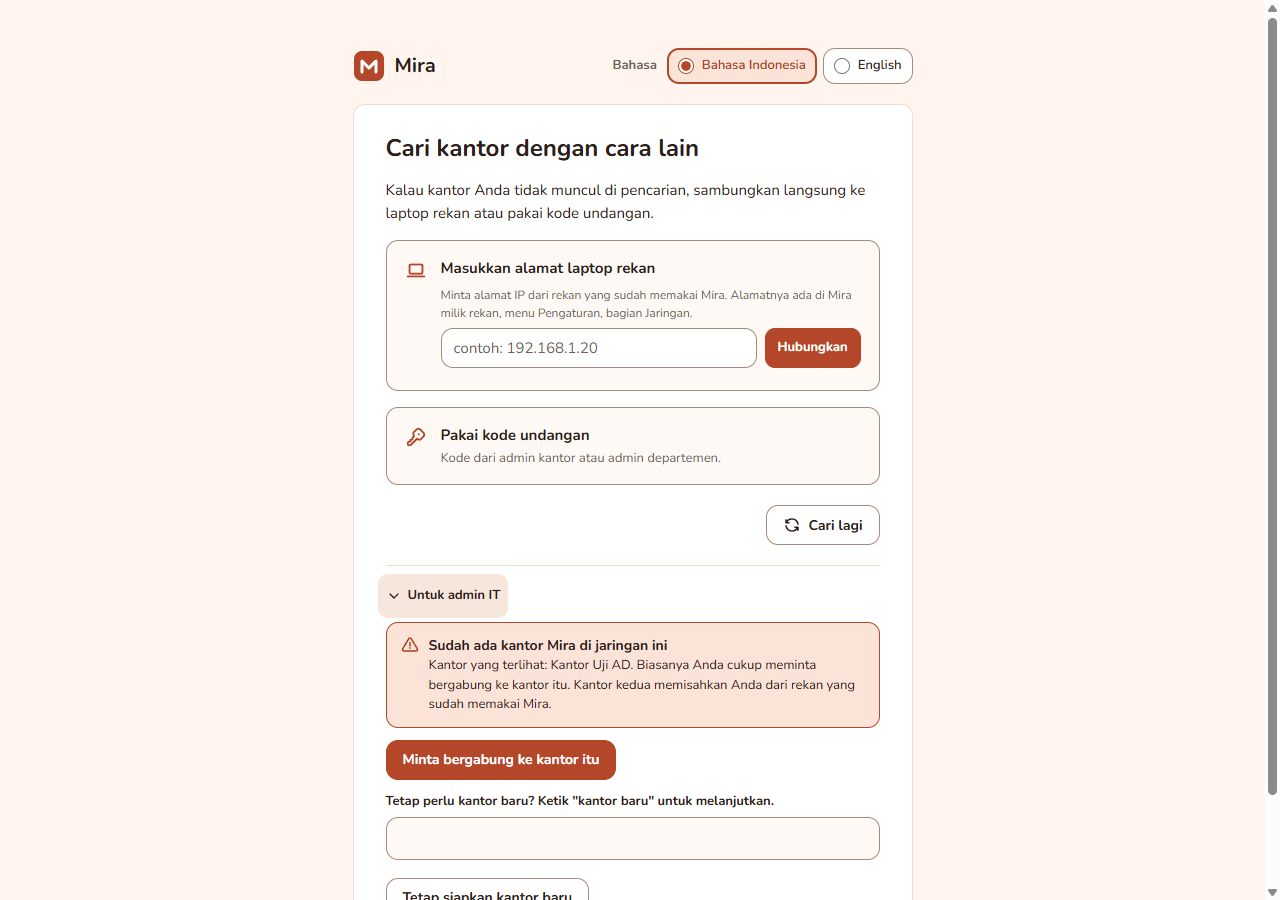 Mira
Bahasa
Bahasa Indonesia
English
Cari kantor dengan cara lain
Kalau kantor Anda tidak muncul di pencarian, sambungkan langsung ke
laptop rekan atau pakai kode undangan.
Masukkan alamat laptop rekan
Minta alamat IP dari rekan yang sudah memakai Mira. Alamatnya ada di Mira
milik rekan, menu Pengaturan, bagian Jaringan.
contoh: 192.168.1.20
Hubungkan
Pakai kode undangan
Kode dari admin kantor atau admin departemen.
Cari lagi
Untuk admin IT
Sudah ada kantor Mira di jaringan ini
Kantor yang terlihat: Kantor Uji AD. Biasanya Anda cukup meminta
bergabung ke kantor itu. Kantor kedua memisahkan Anda dari rekan yang
sudah memakai Mira.
Minta bergabung ke kantor itu
Tetap perlu kantor baru? Ketik "kantor baru" untuk melanjutkan.
Tetap siapkan kantor baru